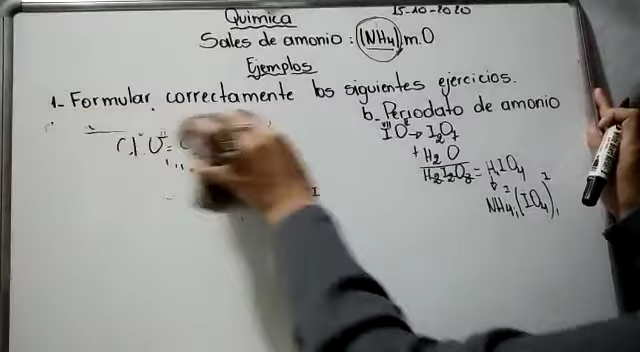 Química
15-10-2020
Sales de amonio: (NH4)m.O
Ejemplos
1- Formular correctamente los siguientes ejercicios.
b. Periodato de amonio
I O → I2O7
+ H2O
H2I2O8 = HIO4
NH4(IO4)